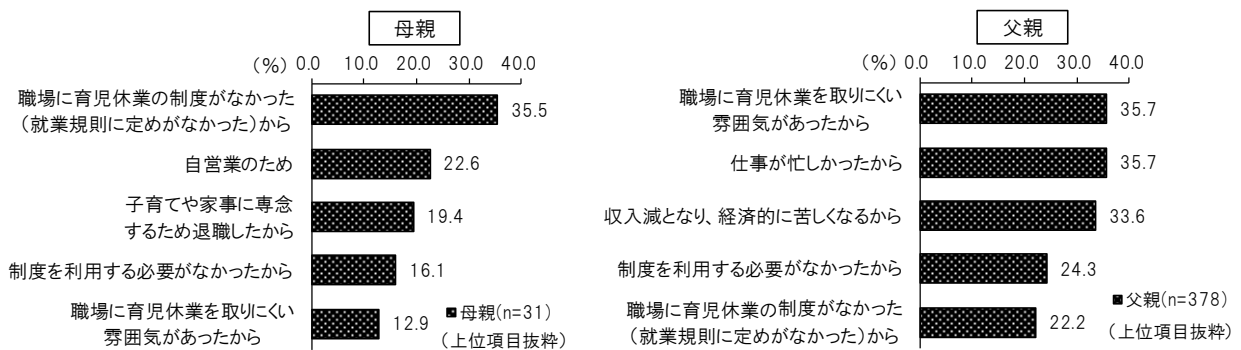 母親
(%) 0.0 10.0 20.0 30.0 40.0
職場に育児休業の制度がなかった
(就業規則に定めがなかった)から
35.5
自営業のため
22.6
子育てや家事に専念
するため退職したから
19.4
制度を利用する必要がなかったから
16.1
職場に育児休業を取りにくい
雰囲気があったから
12.9
母親(n=31)
(上位項目抜粋)
父親
(%) 0.0 10.0 20.0 30.0 40.0
職場に育児休業を取りにくい
雰囲気があったから
35.7
仕事が忙しかったから
35.7
収入減となり、経済的に苦しくなるから
33.6
制度を利用する必要がなかったから
24.3
職場に育児休業の制度がなかった
(就業規則に定めがなかった)から
22.2
父親(n=378)
(上位項目抜粋)